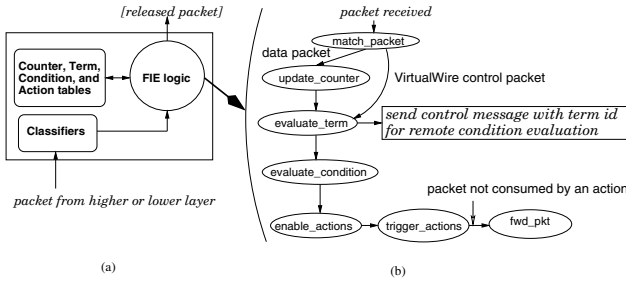 [released packet]
Counter, Term,
Condition, and
Action tables
FIE logic
Classifiers
packet from higher or lower layer
(a)
packet received
match_packet
data packet
update_counter
VirtualWire control packet
evaluate_term
send control message with term id
for remote condition evaluation
evaluate_condition
packet not consumed by an action
enable_actions
trigger_actions
fwd_pkt
(b)